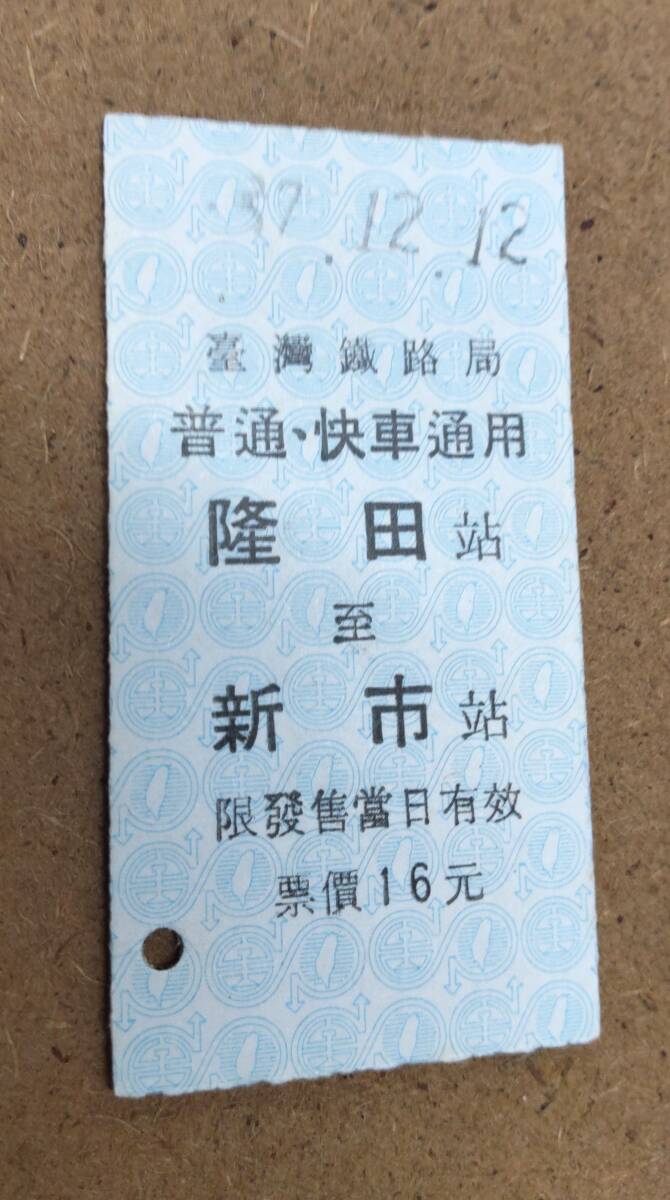 87.12.12
臺灣鐵路局
普通、快車通用
隆田站
至
新市站
限發售當日有效
票價16元